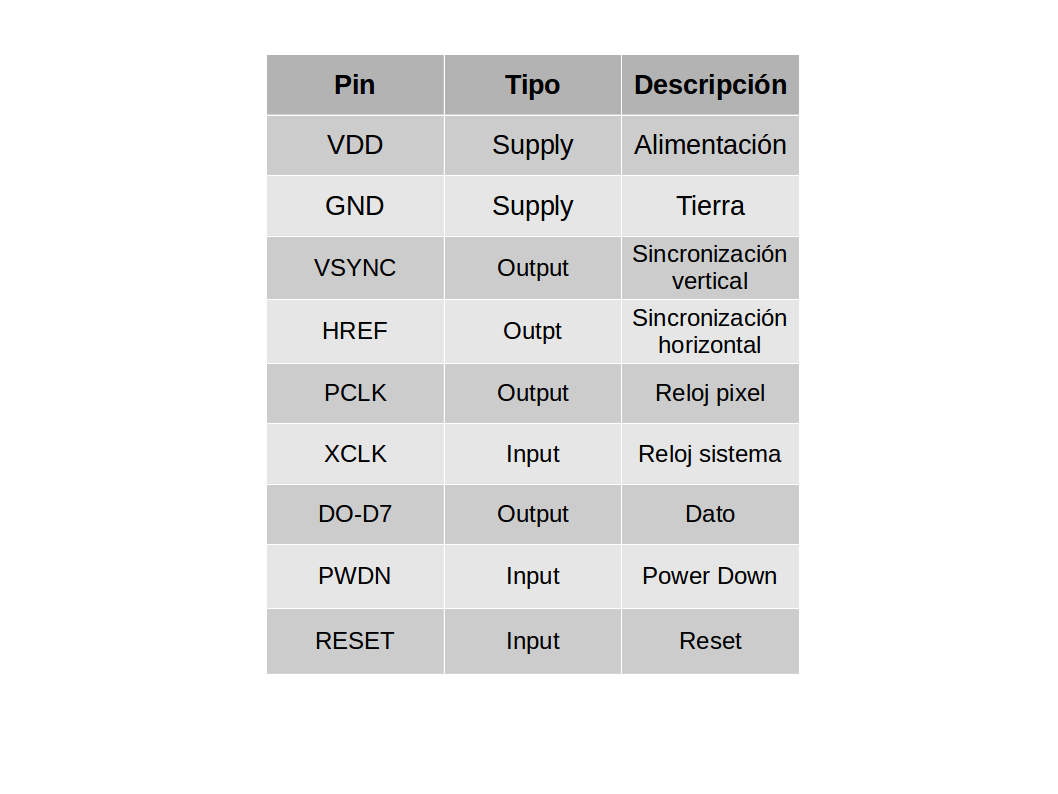 Pin Tipo Descripción
VDD Supply Alimentación
GND Supply Tierra
VSYNC Output Sincronización
vertical
HREF Outpt Sincronización
horizontal
PCLK Output Reloj pixel
XCLK Input Reloj sistema
DO-D7 Output Dato
PWDN Input Power Down
RESET Input Reset